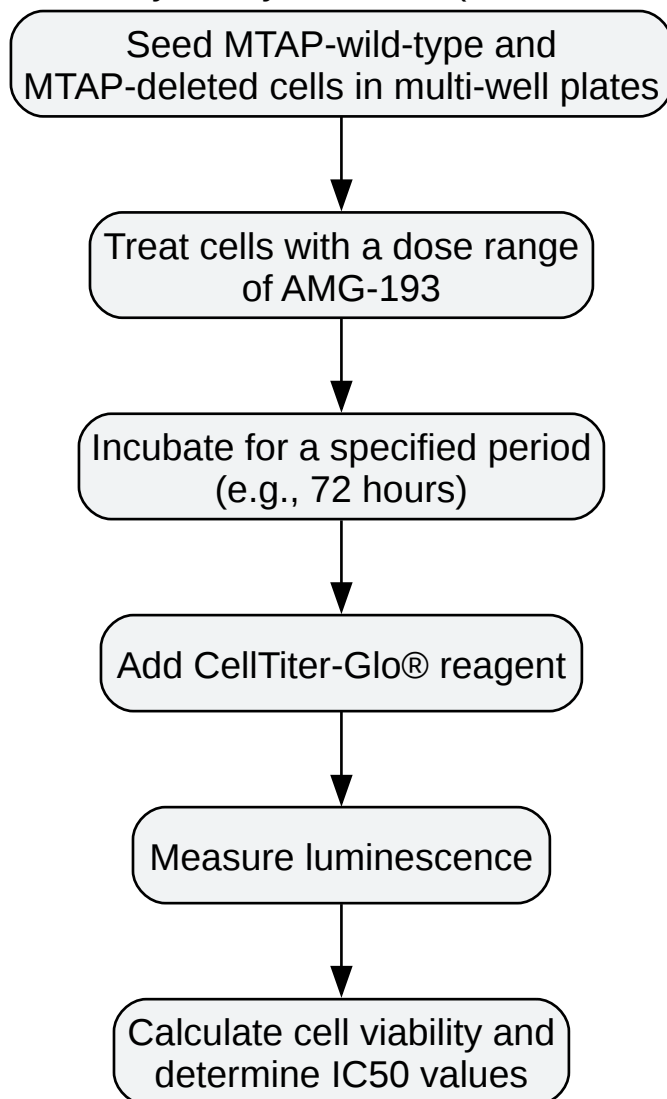 Seed MTAP-wild-type and
MTAP-deleted cells in multi-well plates
Treat cells with a dose range
of AMG-193
Incubate for a specified period
(e.g., 72 hours)
Add CellTiter-Glo® reagent
Measure luminescence
Calculate cell viability and
determine IC50 values